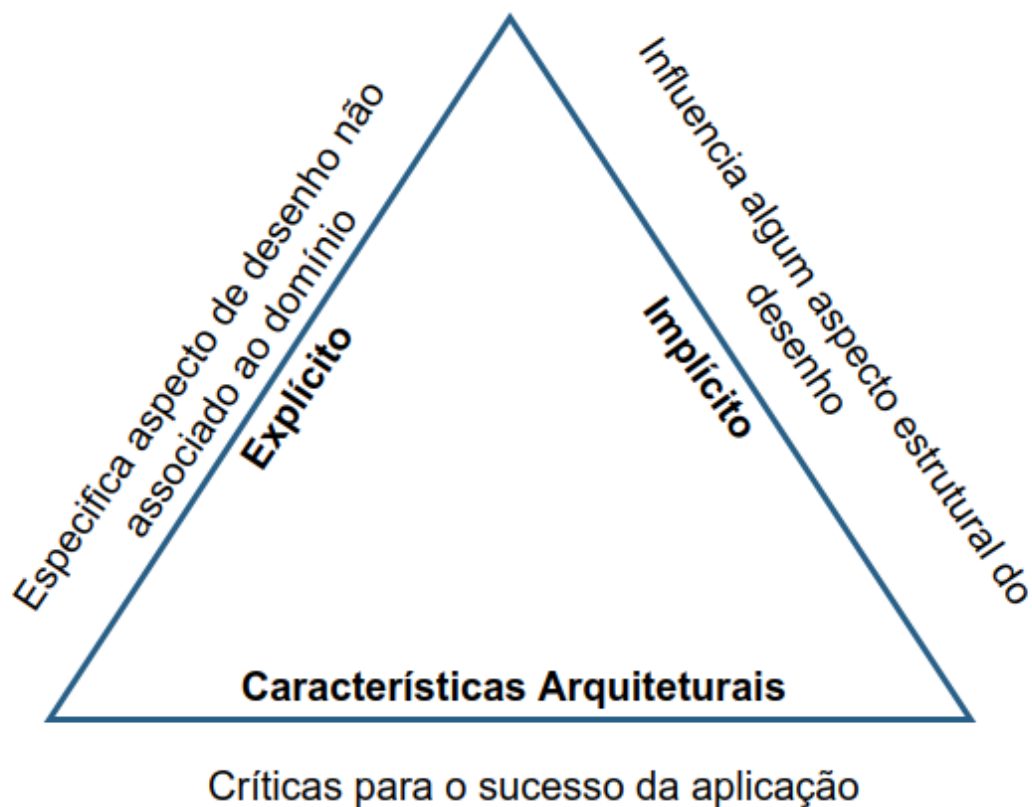 Especifica aspecto de desenho não
associado ao domínio
Explícito
Influencia algum aspecto estrutural do
desenho
Implícito
Características Arquiteturais
Críticas para o sucesso da aplicação